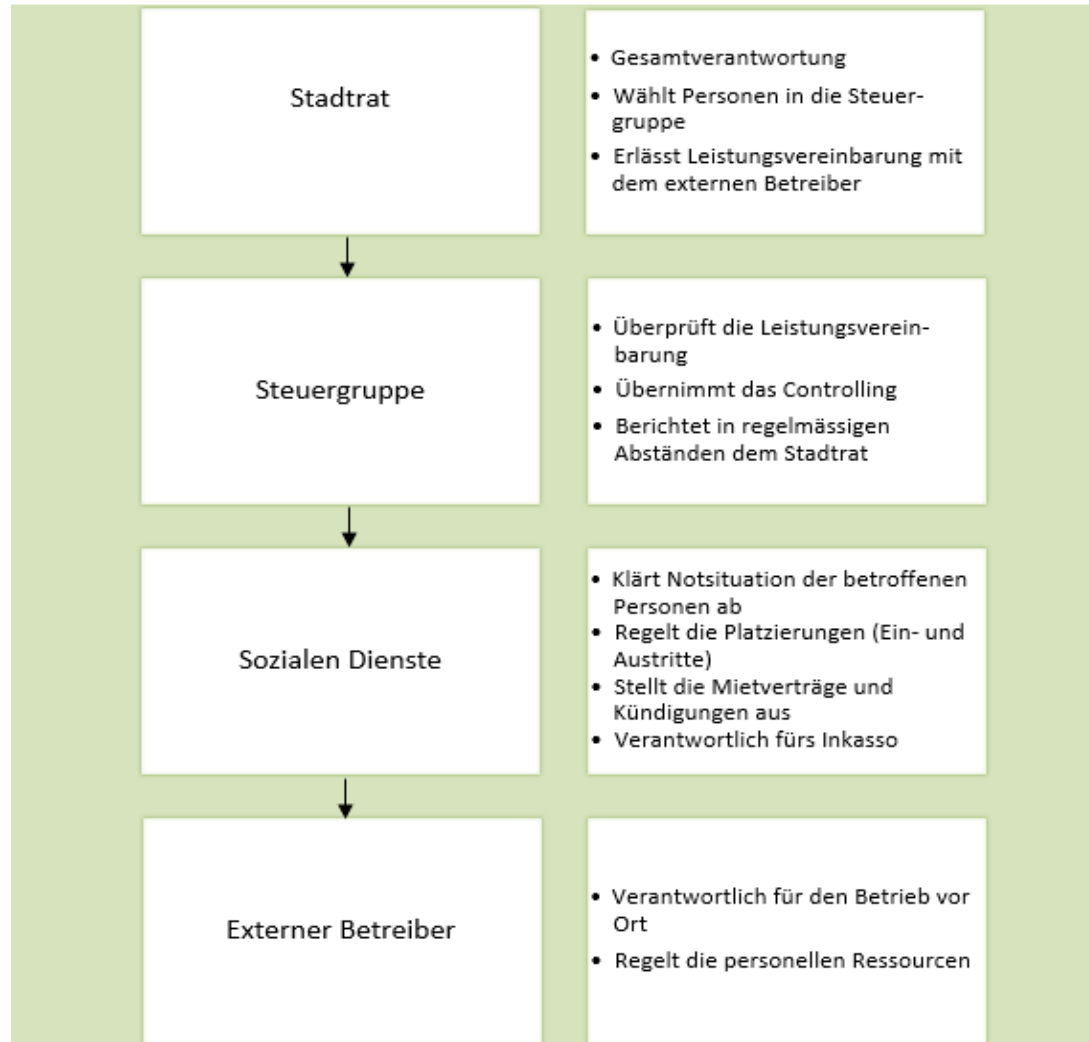 Stadtrat
• Gesamtverantwortung
• Wählt Personen in die Steuer-
gruppe
• Erlässt Leistungsvereinbarung mit
dem externen Betreiber
Steuergruppe
• Überprüft die Leistungsverein-
barung
• Übernimmt das Controlling
• Berichtet in regelmässigen
Abständen dem Stadtrat
Sozialen Dienste
• Klärt Notsituation der betroffenen
Personen ab
• Regelt die Platzierungen (Ein- und
Austritte)
• Stellt die Mietverträge und
Kündigungen aus
• Verantwortlich fürs Inkasso
Externer Betreiber
• Verantwortlich für den Betrieb vor
Ort
• Regelt die personellen Ressourcen